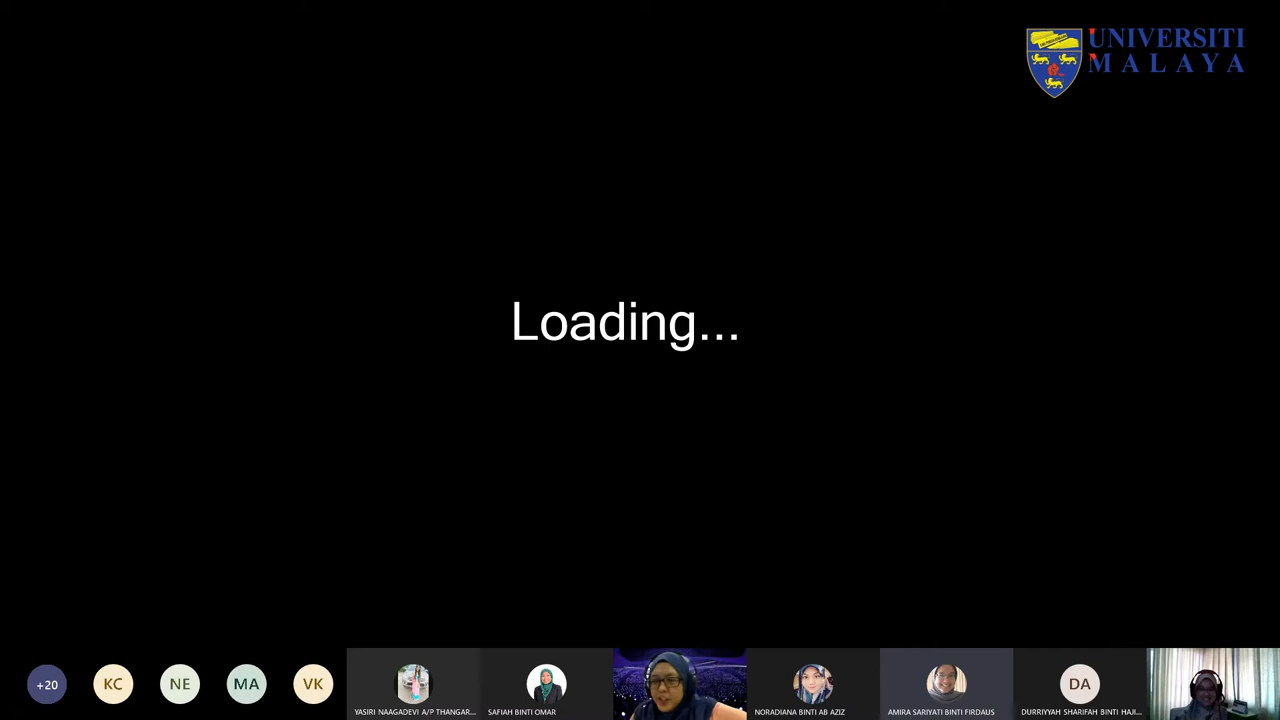 UNIVERSITI
MALAYA
Loading...
+20
KC
NE
MA
VK
YASIRI NAAGADEVI A/P THANGAR...
SAFIAH BINTI OMAR
NORADIANA BINTI AB AZIZ
AMIRA SARIYATI BINTI FIRDAUS
DA
DURRIYYAH SHARIFAH BINTI HAJI...